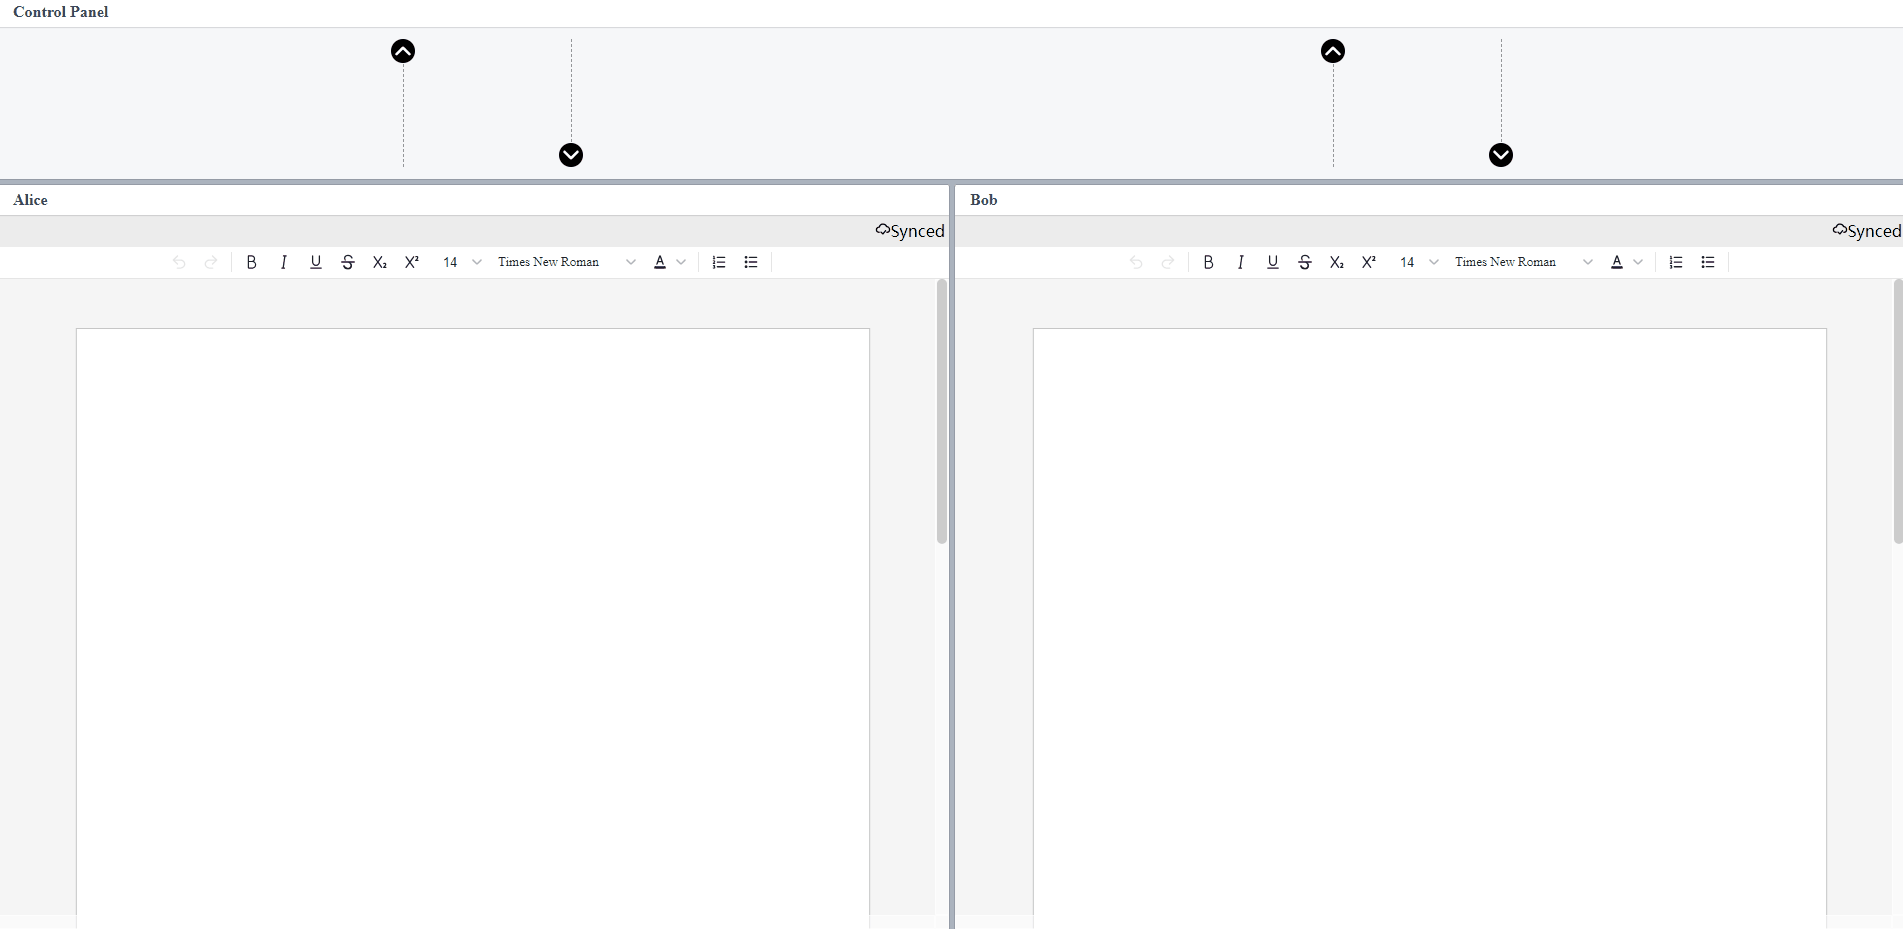 Control Panel
Alice
Synced
B I U S X₂ X² 14 Times New Roman A
Bob
Synced
B I U S X₂ X² 14 Times New Roman A